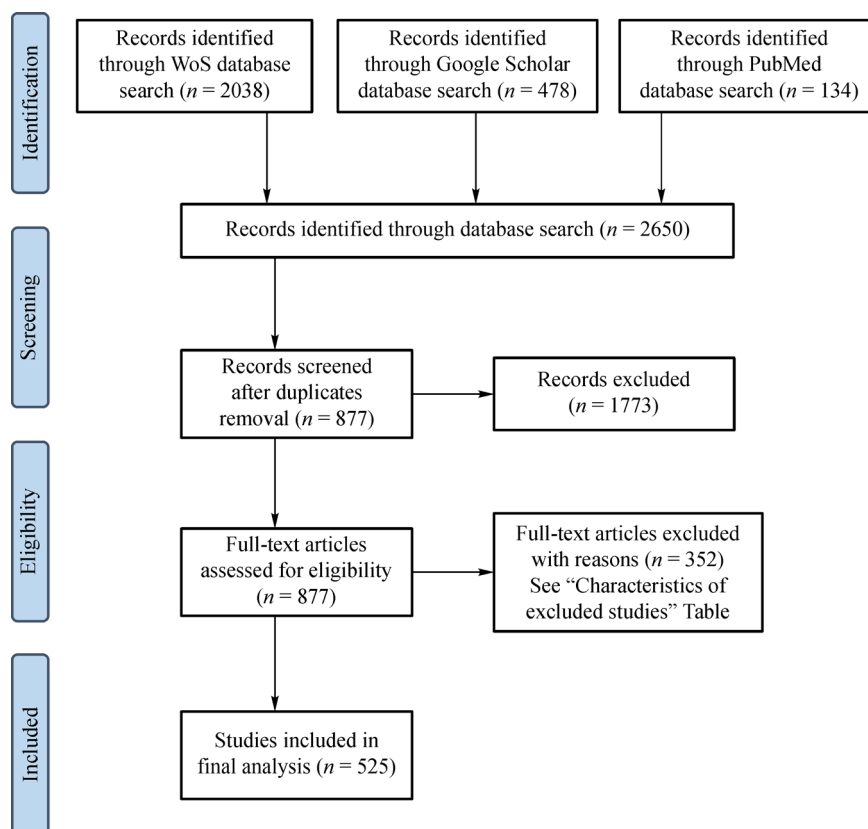 Identification
Records identified
through WoS database
search (n = 2038)
Records identified
through Google Scholar
database search (n = 478)
Records identified
through PubMed
database search (n = 134)
Records identified through database search (n = 2650)
Screening
Records screened
after duplicates
removal (n = 877)
Records excluded
(n = 1773)
Eligibility
Full-text articles
assessed for eligibility
(n = 877)
Full-text articles excluded
with reasons (n = 352)
See “Characteristics of
excluded studies” Table
Included
Studies included in
final analysis (n = 525)